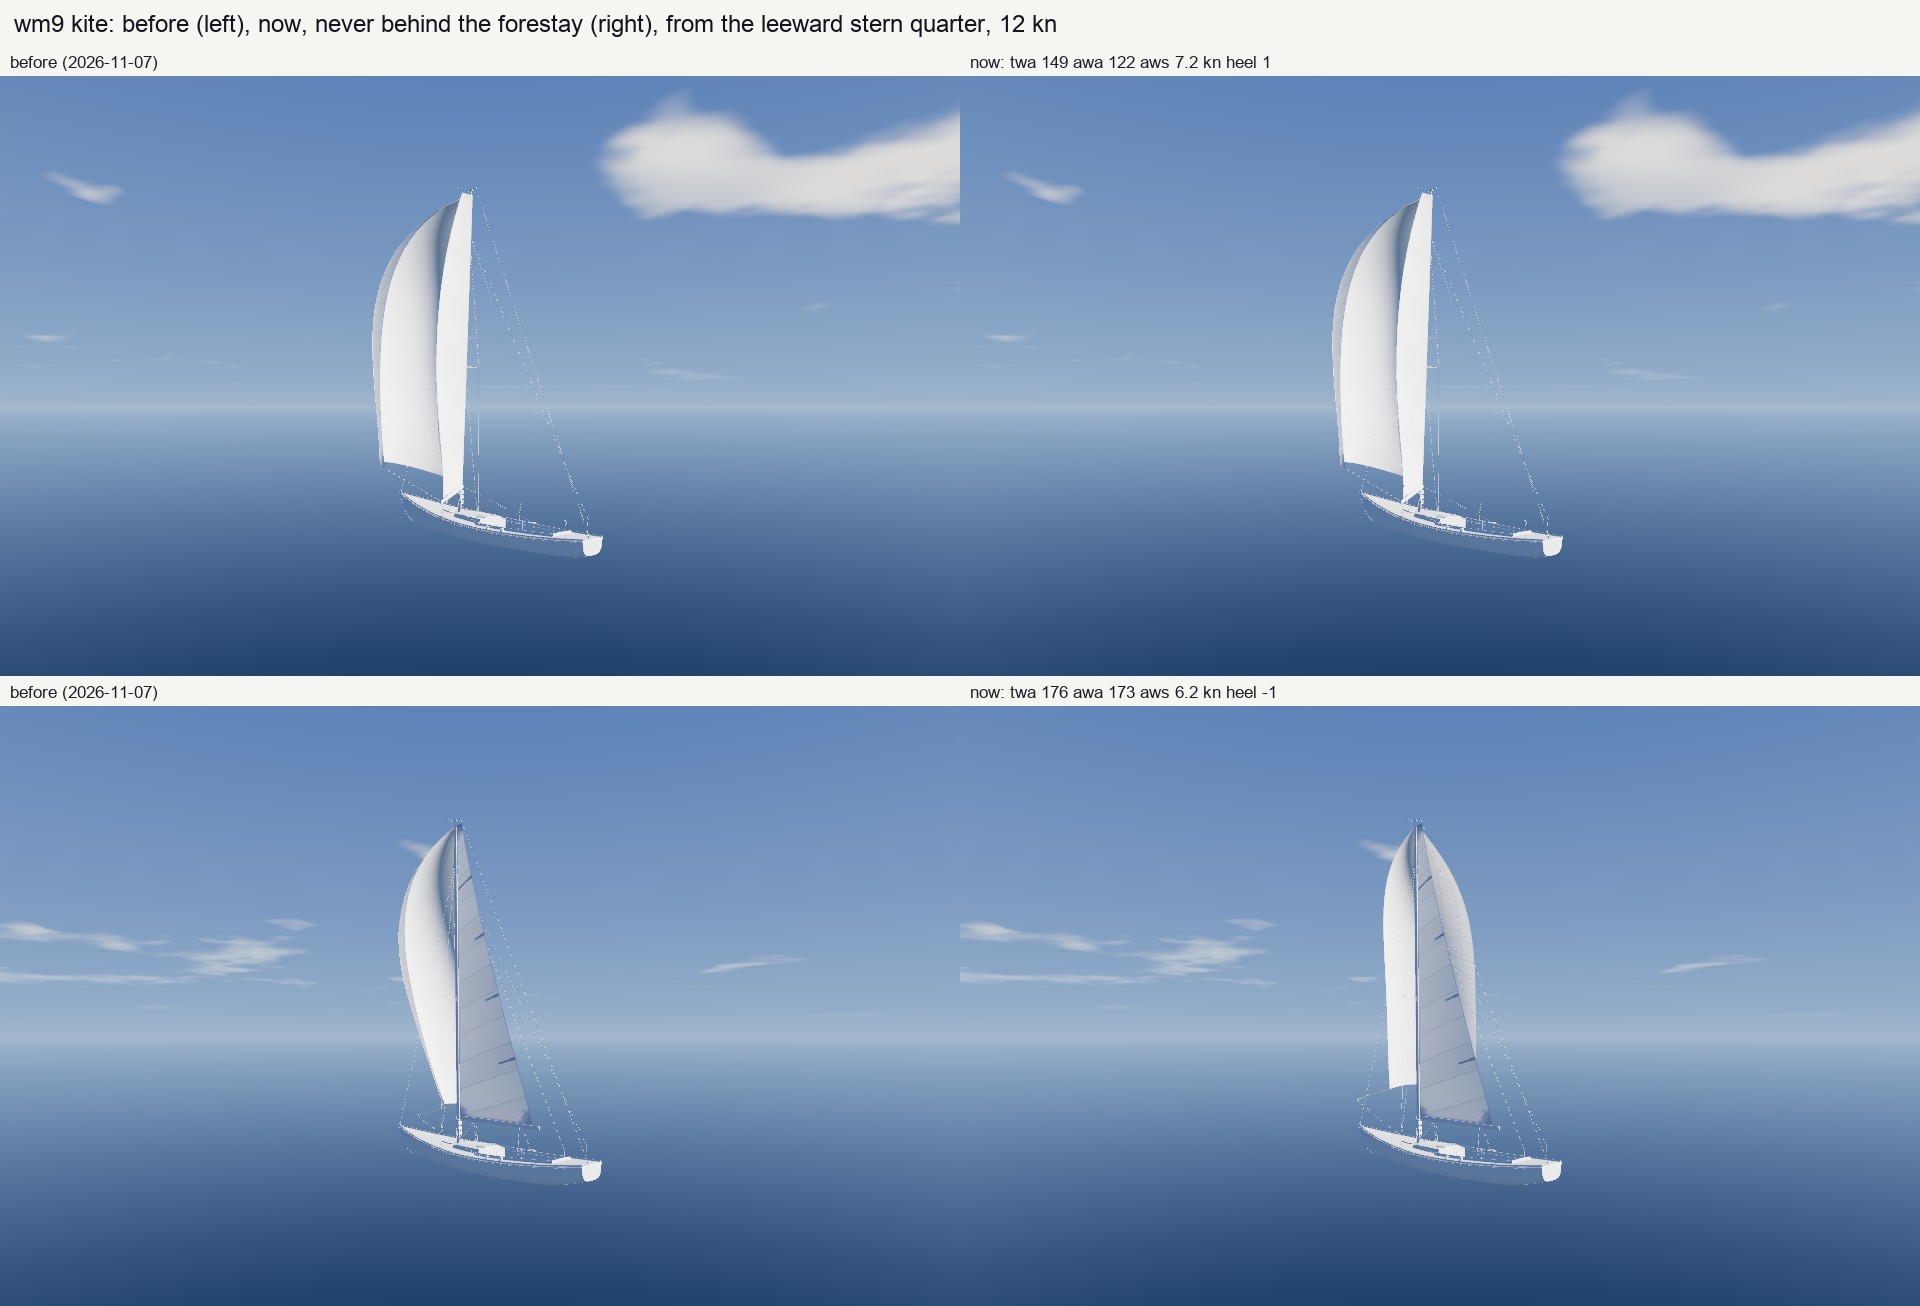 wm9 kite: before (left), now, never behind the forestay (right), from the leeward stern quarter, 12 kn
before (2026-11-07)
now: twa 149 awa 122 aws 7.2 kn heel 1
before (2026-11-07)
now: twa 176 awa 173 aws 6.2 kn heel -1